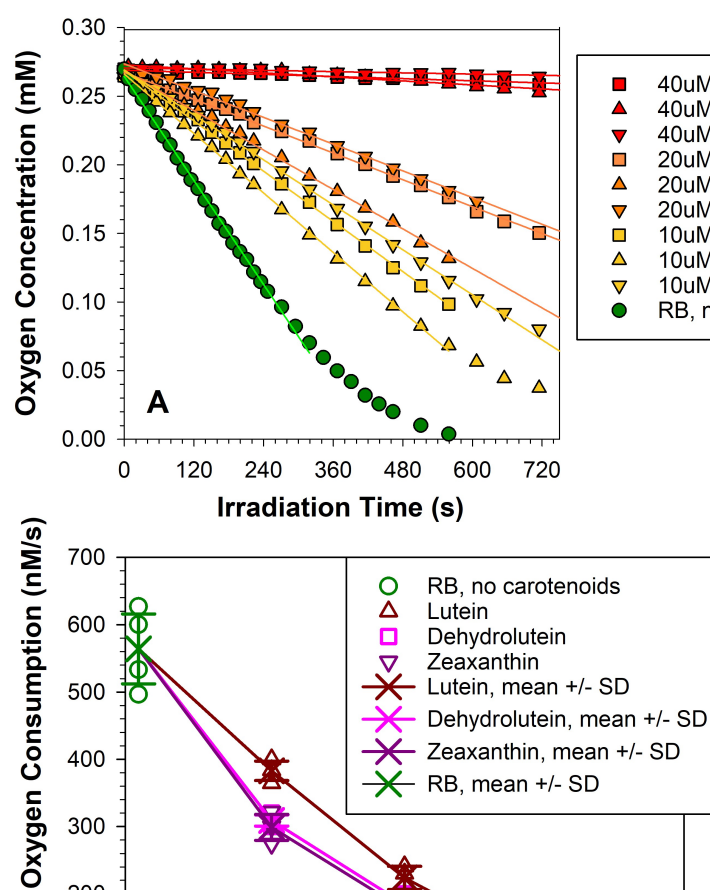 0.30
0.25
0.20
0.15
0.10
0.05
0.00
Oxygen Concentration (mM)
A
0 120 240 360 480 600 720
Irradiation Time (s)
40uM
40uM
40uM
20uM
20uM
20uM
10uM
10uM
10uM
RB, n
700
600
500
400
300
Oxygen Consumption (nM/s)
RB, no carotenoids
Lutein
Dehydrolutein
Zeaxanthin
Lutein, mean +/- SD
Dehydrolutein, mean +/- SD
Zeaxanthin, mean +/- SD
RB, mean +/- SD